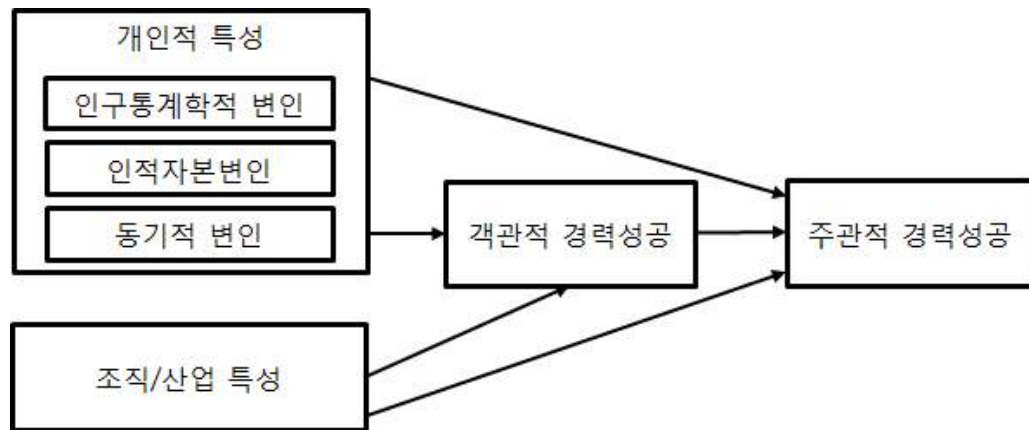 개인적 특성
인구통계학적 변인
인적자본변인
동기적 변인
객관적 경력성공
주관적 경력성공
조직/산업 특성